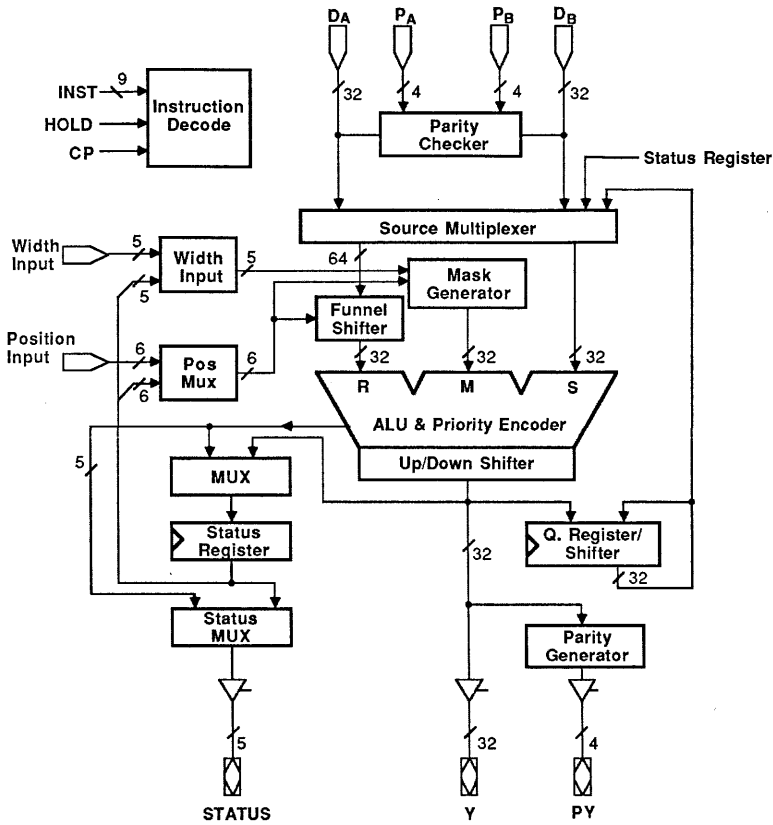 DA PA PB DB
9
INST
HOLD
CP
Instruction
Decode
32 4 4 32
Parity
Checker
Status Register
Source Multiplexer
Width
Input
5
Width
Input
5
5
64
Mask
Generator
Funnel
Shifter
Position
Input
6
Pos
Mux
6
6
32 32 32
R M S
ALU & Priority Encoder
Up/Down Shifter
5
MUX
Status
Register
Q. Register/
Shifter
32
32
Status
MUX
Parity
Generator
5 32 4
STATUS Y PY